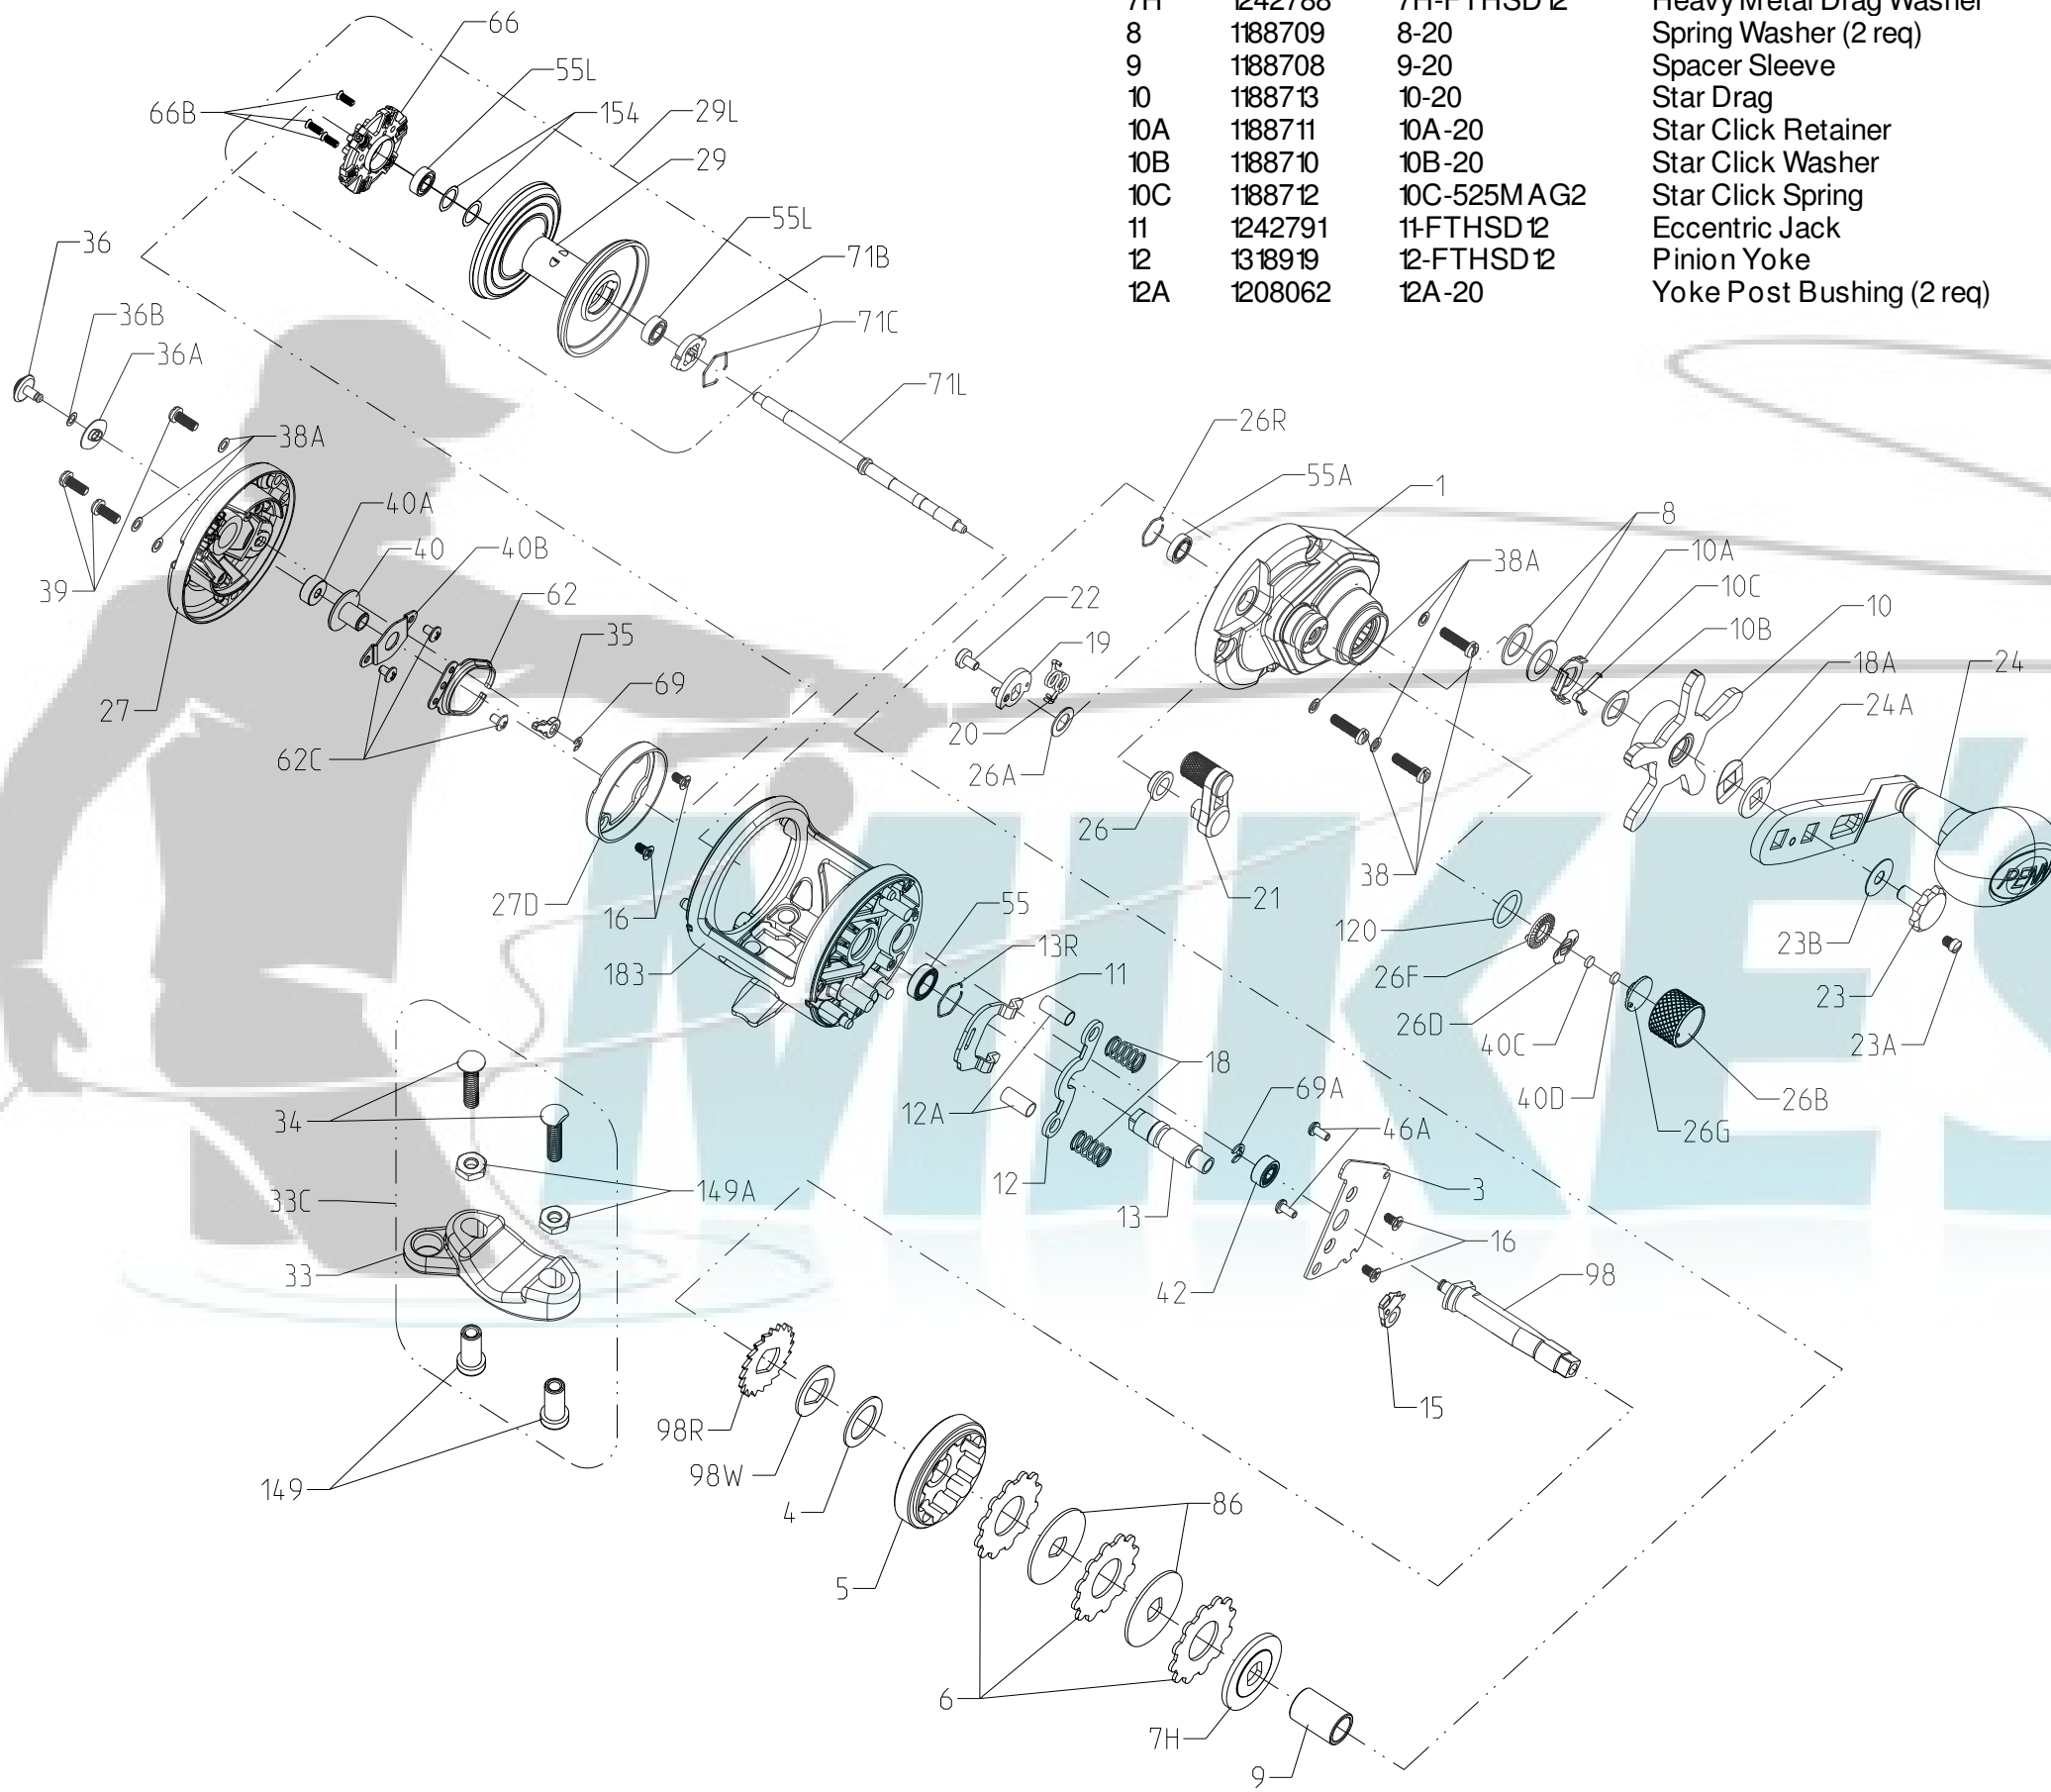 7H 1242788 7H-FTHSD12 Heavy Metal Drag Washer
8 1188709 8-20 Spring Washer (2 req)
9 1188708 9-20 Spacer Sleeve
10 1188713 10-20 Star Drag
10A 1188711 10A-20 Star Click Retainer
10B 1188710 10B-20 Star Click Washer
10C 1188712 10C-525MAG2 Star Click Spring
11 1242791 11-FTHSD12 Eccentric Jack
12 1318919 12-FTHSD12 Pinion Yoke
12A 1208062 12A-20 Yoke Post Bushing (2 req)
66
55L
66B
154
29L
29
55L
36
71B
36B
71C
36A
71L
26R
38A
55A
1
40A
8
40
40B
10A
38A
39
62
10C
22
10
35
19
10B
69
18A
24
27
20
24A
62C
26A
26
PENN
38
27D
16
55
21
120
23B
183
13R
11
26F
23
26D
40C
23A
18
34
12A
69A
40D
26B
46A
26G
12
149A
3
33C
13
16
33
42
98
15
98R
98W
149
4
86
5
6
7H
9
MIKE'S